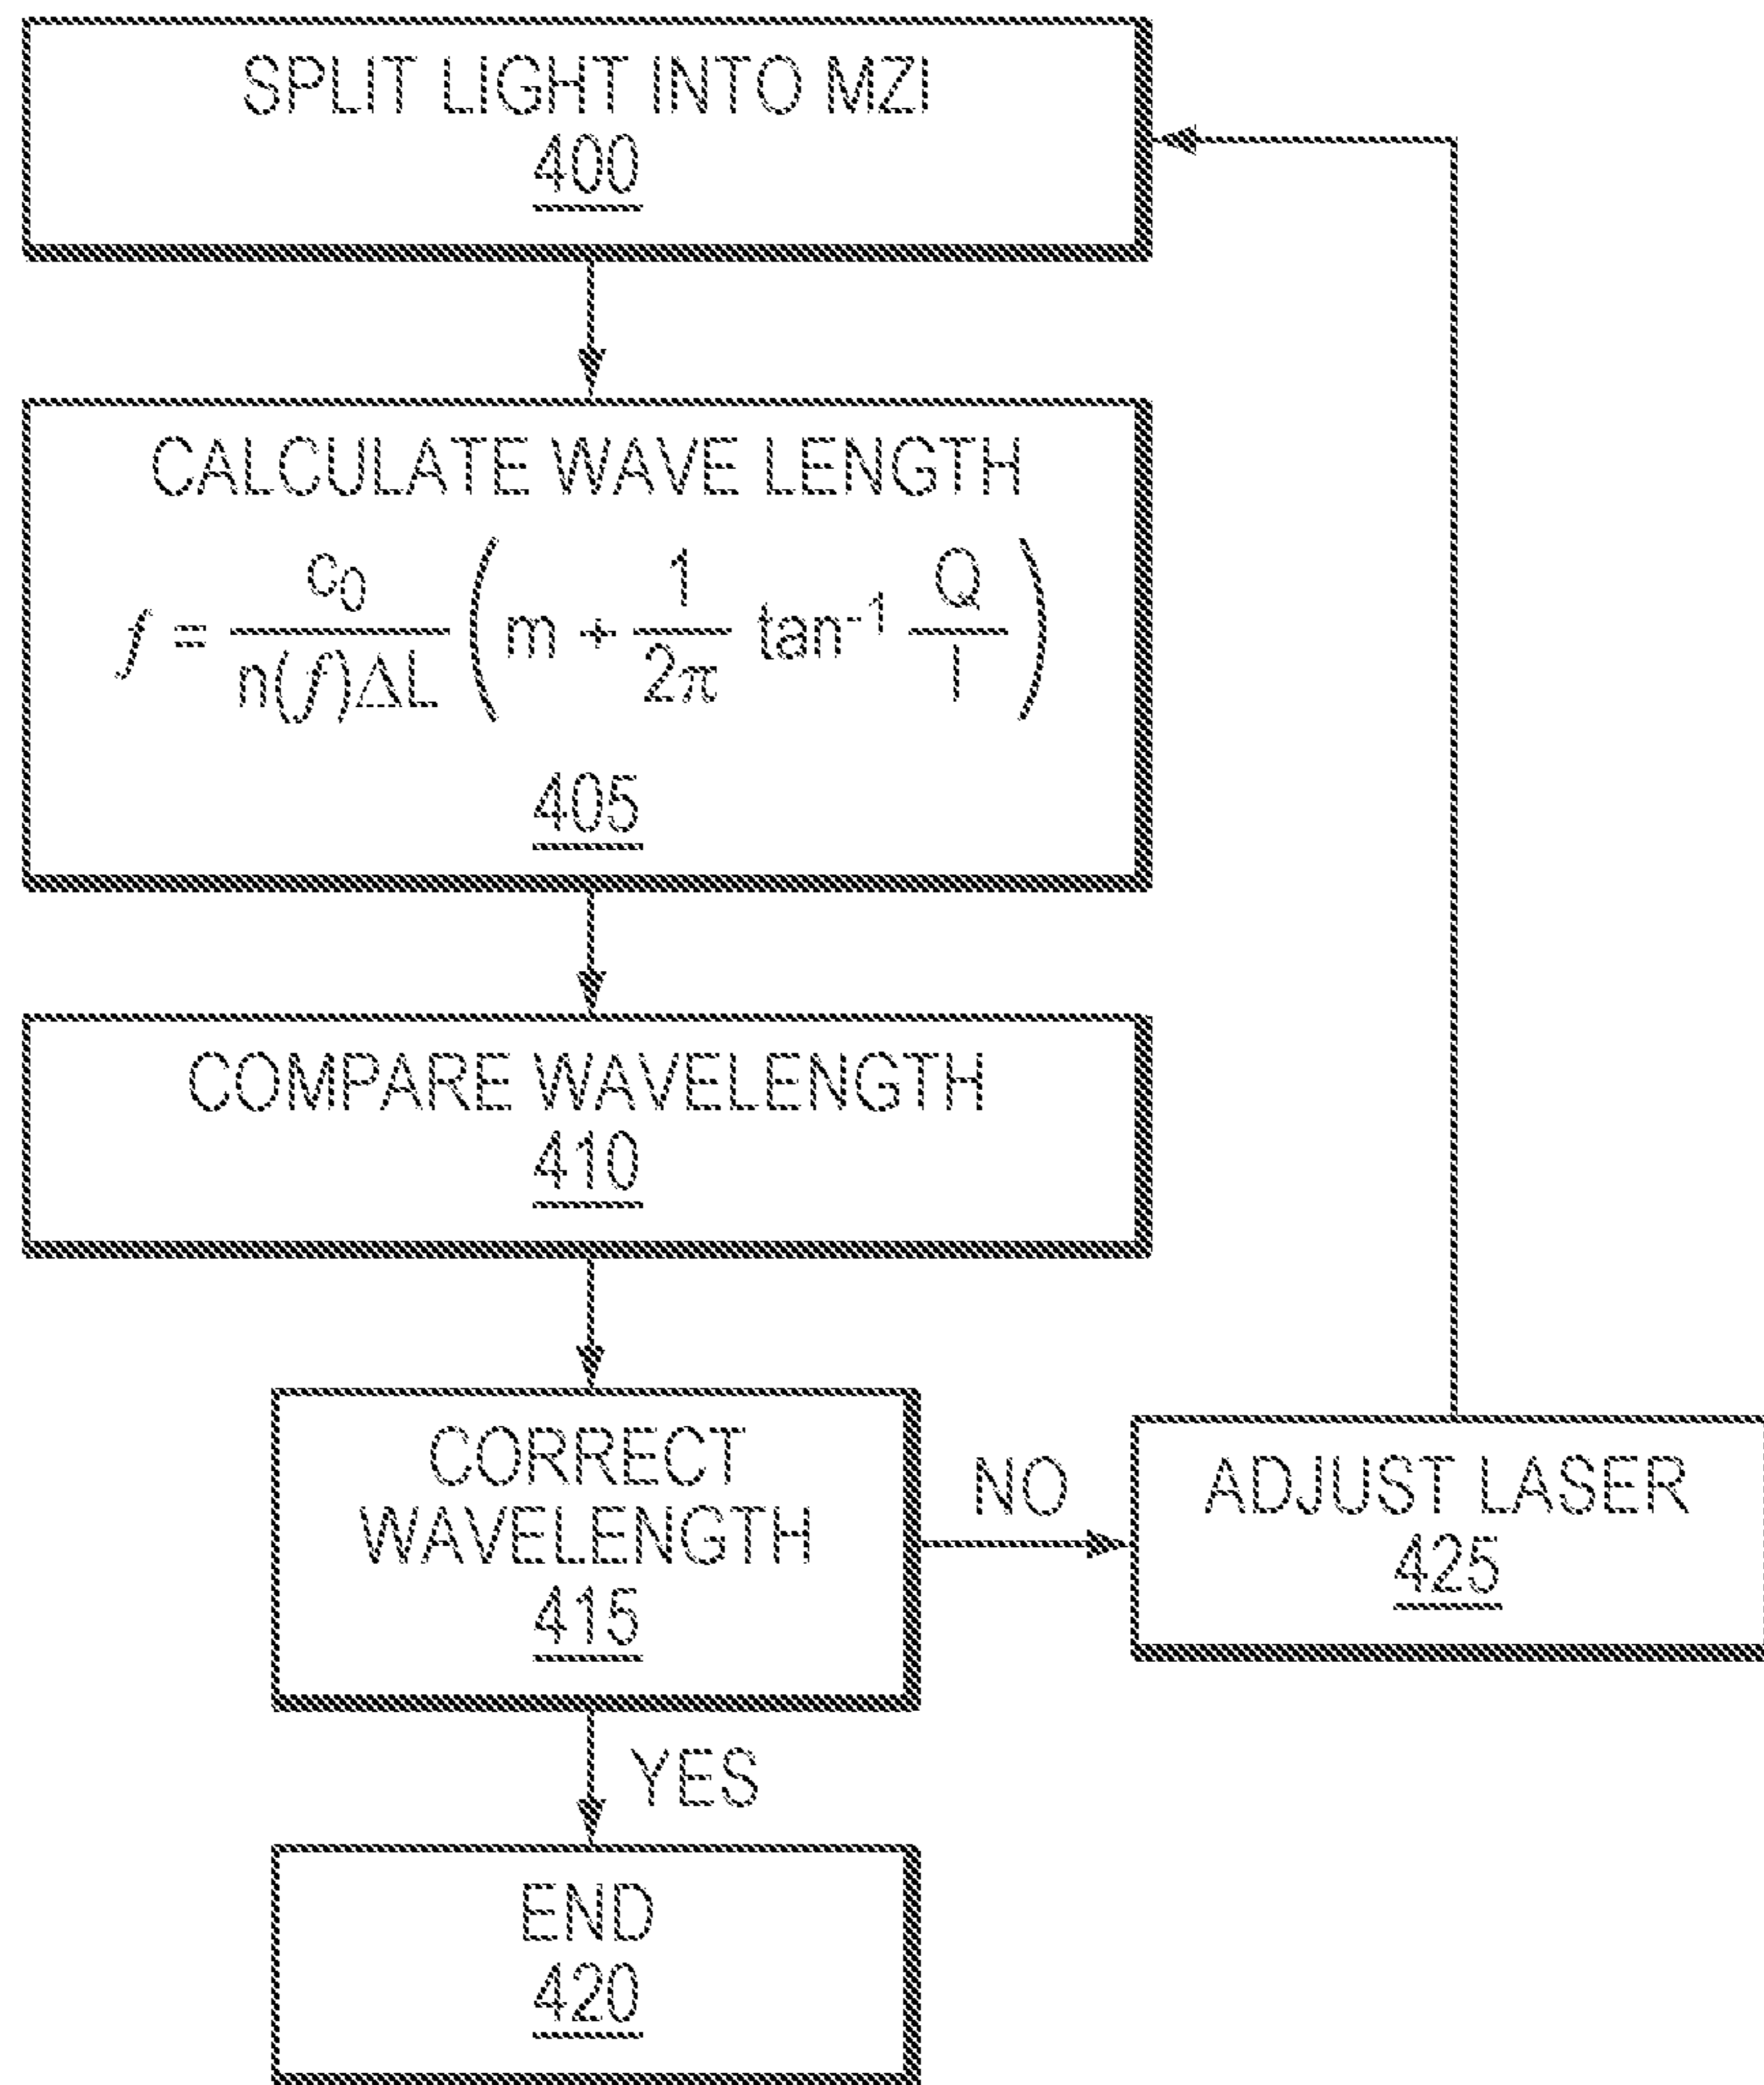 SPLIT LIGHT INTO MZI
400
CALCULATE WAVE LENGTH
f = c₀ / n(f)ΔL ( m + 1 / 2π tan⁻¹ Q / I )
405
COMPARE WAVELENGTH
410
CORRECT
WAVELENGTH
415
NO
ADJUST LASER
425
YES
END
420